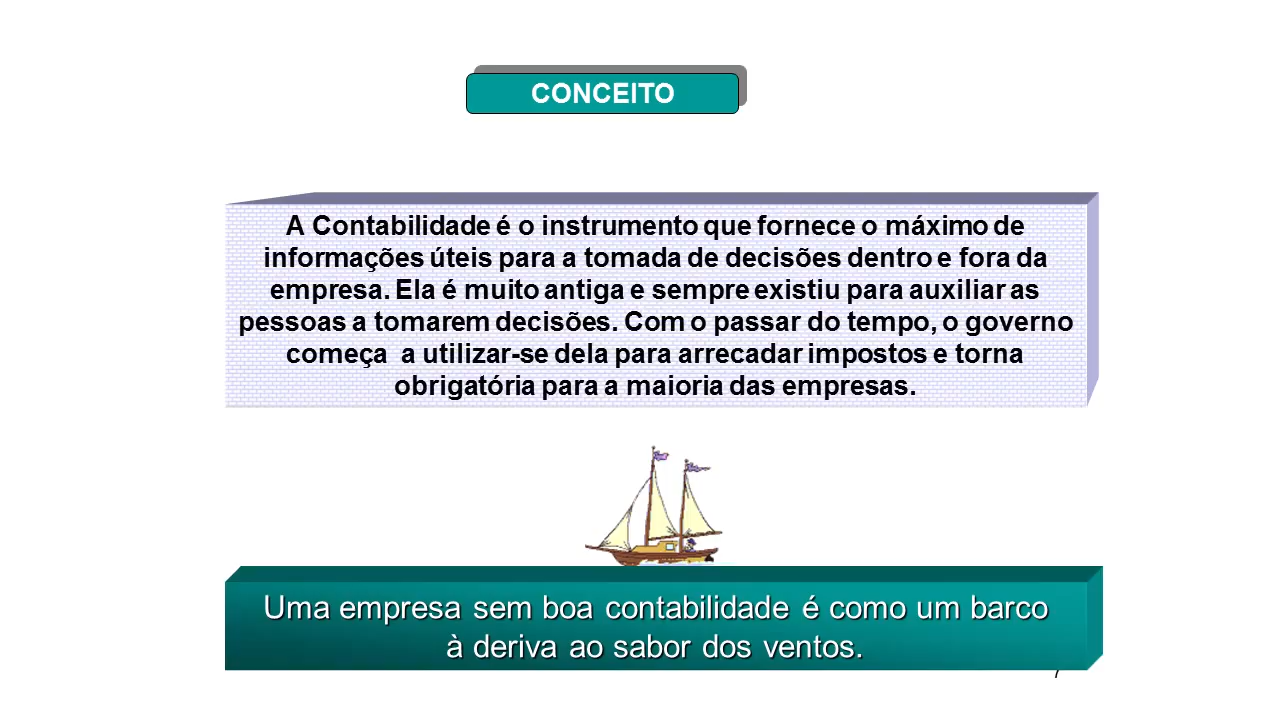 CONCEITO
A Contabilidade é o instrumento que fornece o máximo de
informações úteis para a tomada de decisões dentro e fora da
empresa. Ela é muito antiga e sempre existiu para auxiliar as
pessoas a tomarem decisões. Com o passar do tempo, o governo
começa a utilizar-se dela para arrecadar impostos e torna
obrigatória para a maioria das empresas.
Uma empresa sem boa contabilidade é como um barco
à deriva ao sabor dos ventos.
7